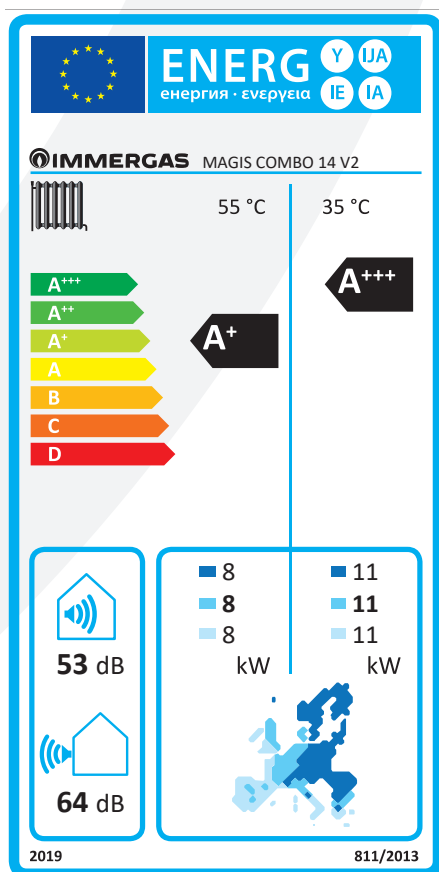 ENERG Y IJA
енергия · ενεργεια IE IA
IMMERGAS MAGIS COMBO 14 V2
55 °C 35 °C
A+++
A+++
A++
A+
A+
A
B
C
D
8 11
8 11
8 11
kW kW
53 dB
64 dB
2019 811/2013